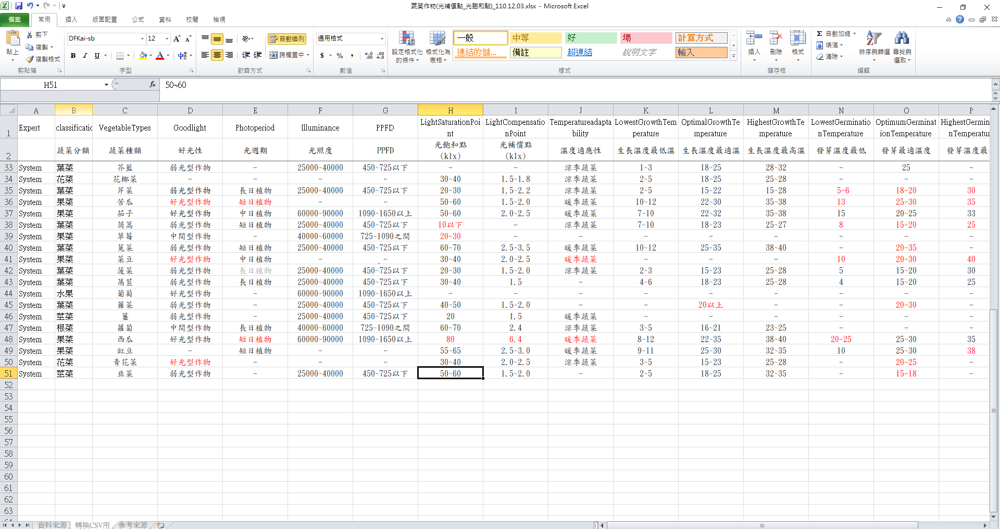 蔬菜作物(光補償點_光飽和點)_110.12.03.xlsx - Microsoft Excel
檔案 常用 插入 版面配置 公式 資料 校閱 檢視
貼上 剪下 複製 複製格式 剪貼簿
DFKai-sb 12 B I U A 字型
自動換列 跨欄置中 對齊方式
通用格式 $ % , 數值
設定格式化的條件 格式化為表格 一般 中等 好 壞 計算方式
連結的儲... 備註 超連結 說明文字 輸入 樣式
插入 刪除 格式 儲存格
Σ 自動加總 填滿 清除 排序與篩選 尋找與選取 編輯
H51 fx 50~60
A B C D E F G H I J K L M N O P
1 Expert classificatio VegetableTypes Goodlight Photoperiod Illuminance PPFD LightSaturationPoint LightCompensationPoint Temperatureadaptability LowestGrowthTemperature OptimalGrowthTemperature HighestGrowthTemperature LowestGerminationTemperature OptimumGerminationTemperature HighestGerminnTemperatur
2 蔬菜分類 蔬菜種類 好光性 光週期 光照度 PPFD 光飽和點(klx) 光補償點(klx) 溫度適應性 生長溫度最低溫 生長溫度最適溫 生長溫度最高溫 發芽溫度最低 發芽最適溫度 發芽溫度最
33 System 葉菜 芥藍 弱光型作物 - 25000~40000 450~725以下 - - 涼季蔬菜 1~3 18~25 28~32 - 25 -
34 System 花菜 花椰菜 - - - - 30~40 1.5~1.8 涼季蔬菜 2~5 18~25 25~28 - - -
35 System 葉菜 芹菜 弱光型作物 長日植物 25000~40000 450~725以下 20~30 1.5~2.2 涼季蔬菜 2~5 15~22 15~28 5-6 18-20 30
36 System 果菜 苦瓜 好光型作物 短日植物 - - 50~60 1.5~2.0 暖季蔬菜 10~12 22~30 35~38 13 25-30 35
37 System 果菜 茄子 好光型作物 中日植物 60000~90000 1090~1650以上 50~60 2.0~2.5 暖季蔬菜 7~10 22~32 35~38 15 20~25 33
38 System 葉菜 茼蒿 弱光型作物 短日植物 25000~40000 450~725以下 10以下 - 涼季蔬菜 7~10 18~23 25~27 8 15-20 25
39 System 果菜 草莓 中間型作物 - 40000~60000 725~1090之間 20-30 - - - - - - - -
40 System 葉菜 莧菜 弱光型作物 短日植物 25000~40000 450~725以下 60~70 2.5~3.5 暖季蔬菜 10~12 25~35 38~40 - 20-35 -
41 System 果菜 菜豆 好光型作物 中日植物 - - 30~40 2.0~2.5 暖季蔬菜 - - - 10 20-30 40
42 System 葉菜 菠菜 弱光型作物 長日植物 25000~40000 450~725以下 20~30 1.5~2.0 涼季蔬菜 2~3 15~23 25~28 5 15~20 30
43 System 葉菜 萵苣 弱光型作物 長日植物 25000~40000 450~725以下 30~40 1.5 - 4~6 18~23 25~28 4 15~20 25
44 System 水果 葡萄 好光型作物 - 60000~90000 1090~1650以上 - - - - - - - - -
45 System 葉菜 蕹菜 弱光型作物 - 25000~40000 450~725以下 40~50 1.5~2.0 - - 20以上 - - 20-30 -
46 System 莖菜 薑 弱光型作物 - 25000~40000 450~725以下 20 1.5 暖季蔬菜 - - - - - -
47 System 根菜 蘿蔔 中間型作物 長日植物 40000~60000 725~1090之間 60~70 2.4 涼季蔬菜 3~5 16~21 23~25 - - -
48 System 果菜 西瓜 好光型作物 短日植物 60000~90000 1090~1650以上 80 6.4 暖季蔬菜 8~12 22~35 38~40 20-25 25~30 35
49 System 果菜 豇豆 - 短日植物 - - 55~65 2.5~3.0 暖季蔬菜 9~11 25~30 32~35 10 25~30 38
50 System 花菜 青花菜 好光型作物 - - - 30~40 2.0~2.5 涼季蔬菜 3~5 15~23 25~28 - 20-25 -
51 System 莖菜 韭菜 弱光型作物 - 25000~40000 450~725以下 50~60 1.5~2.0 - 2~5 18~25 32~35 - 15-18 -
52
53
54
55
56
57
58
59
60
61
62
63
64
資料來源 轉換CSV用 參考來源